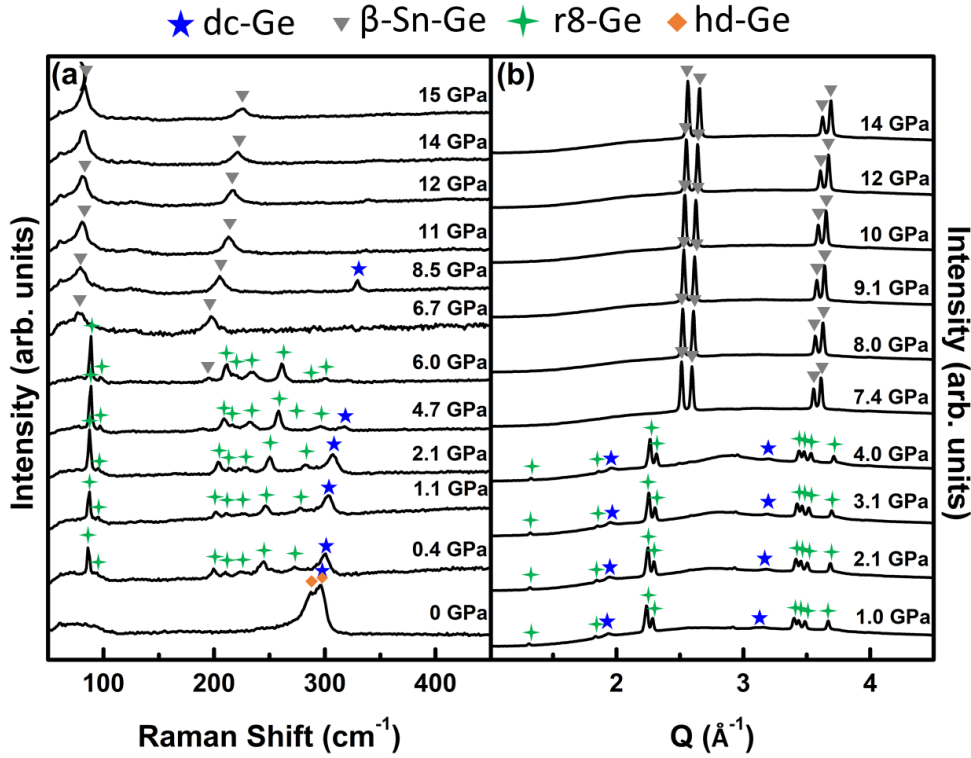 dc-Ge β-Sn-Ge r8-Ge hd-Ge
(a)
15 GPa
14 GPa
12 GPa
11 GPa
8.5 GPa
6.7 GPa
6.0 GPa
4.7 GPa
2.1 GPa
1.1 GPa
0.4 GPa
0 GPa
100 200 300 400
Raman Shift (cm⁻¹)
Intensity (arb. units)
(b)
14 GPa
12 GPa
10 GPa
9.1 GPa
8.0 GPa
7.4 GPa
4.0 GPa
3.1 GPa
2.1 GPa
1.0 GPa
2 3 4
Q (Å⁻¹)
Intensity (arb. units)